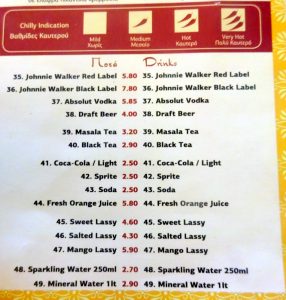 Chilly Indication
Βαθμίδες Καυτερού
Mild
Χωρίς
Medium
Μεσαίο
Hot
Καυτερό
Very Hot
Πολύ Καυτερό
Ποτά Drinks
35. Johnnie Walker Red Label 5.80 35. Johnnie Walker Red Label
36. Johnnie Walker Black Label 7.80 36. Johnnie Walker Black Label
37. Absolut Vodka 5.85 37. Absolut Vodka
38. Draft Beer 4.00 38. Draft Beer
39. Masala Tea 3.20 39. Masala Tea
40. Black Tea 2.90 40. Black Tea
41. Coca-Cola / Light 2.50 41. Coca-Cola / Light
42. Sprite 2.50 42. Sprite
43. Soda 2.50 43. Soda
44. Fresh Orange Juice 5.80 44. Fresh Orange Juice
45. Sweet Lassy 4.60 45. Sweet Lassy
46. Salted Lassy 4.30 46. Salted Lassy
47. Mango Lassy 5.90 47. Mango Lassy
48. Sparkling Water 250ml 2.70 48. Sparkling Water 250ml
49. Mineral Water 1lt 2.90 49. Mineral Water 1lt